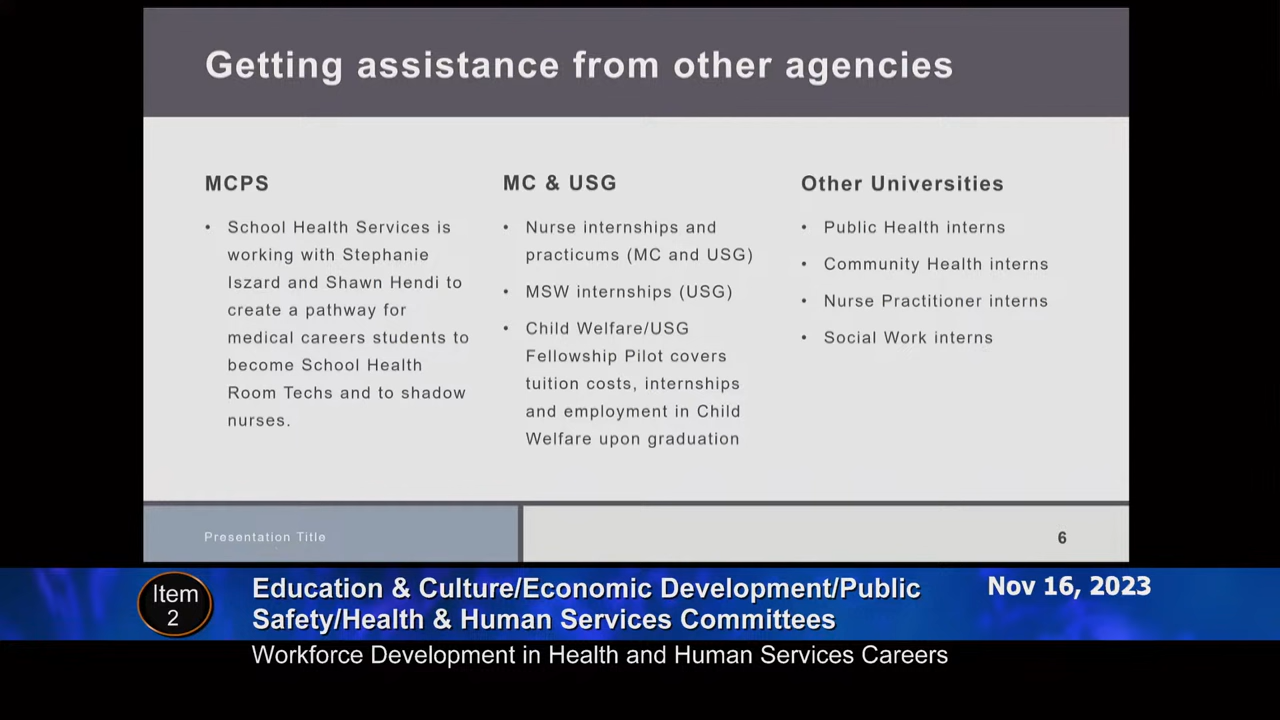 Getting assistance from other agencies
MCPS
• School Health Services is
working with Stephanie
Iszard and Shawn Hendi to
create a pathway for
medical careers students to
become School Health
Room Techs and to shadow
nurses.
MC & USG
• Nurse internships and
practicums (MC and USG)
• MSW internships (USG)
• Child Welfare/USG
Fellowship Pilot covers
tuition costs, internships
and employment in Child
Welfare upon graduation
Other Universities
• Public Health interns
• Community Health interns
• Nurse Practitioner interns
• Social Work interns
Presentation Title
6
Item
2
Education & Culture/Economic Development/Public
Safety/Health & Human Services Committees
Nov 16, 2023
Workforce Development in Health and Human Services Careers